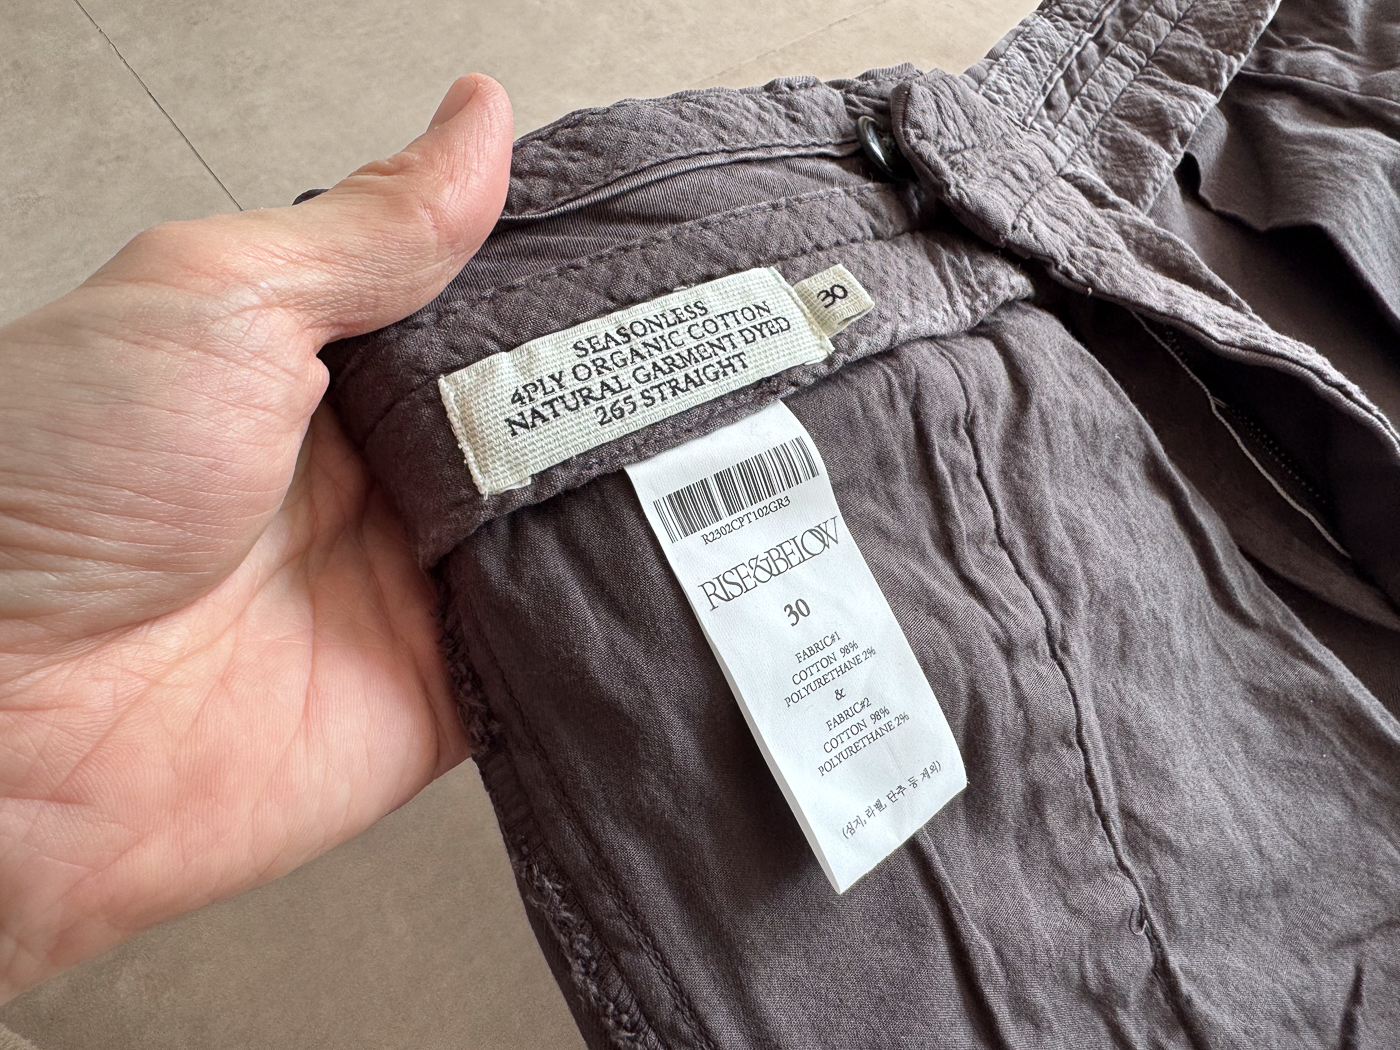 SEASONLESS
4PLY ORGANIC COTTON
NATURAL GARMENT DYED
265 STRAIGHT
30
R2302CPT102GR3
RISE&BELOW
30
FABRIC#1
COTTON 98%
POLYURETHANE 2%
&
FABRIC#2
COTTON 98%
POLYURETHANE 2%
(심지, 라벨, 단추 등 제외)